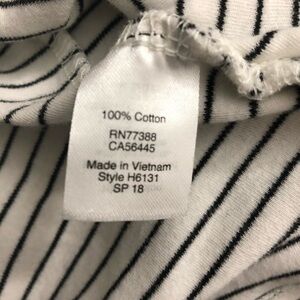 100% Cotton
RN77388
CA56445
Made in Vietnam
Style H6131
SP 18